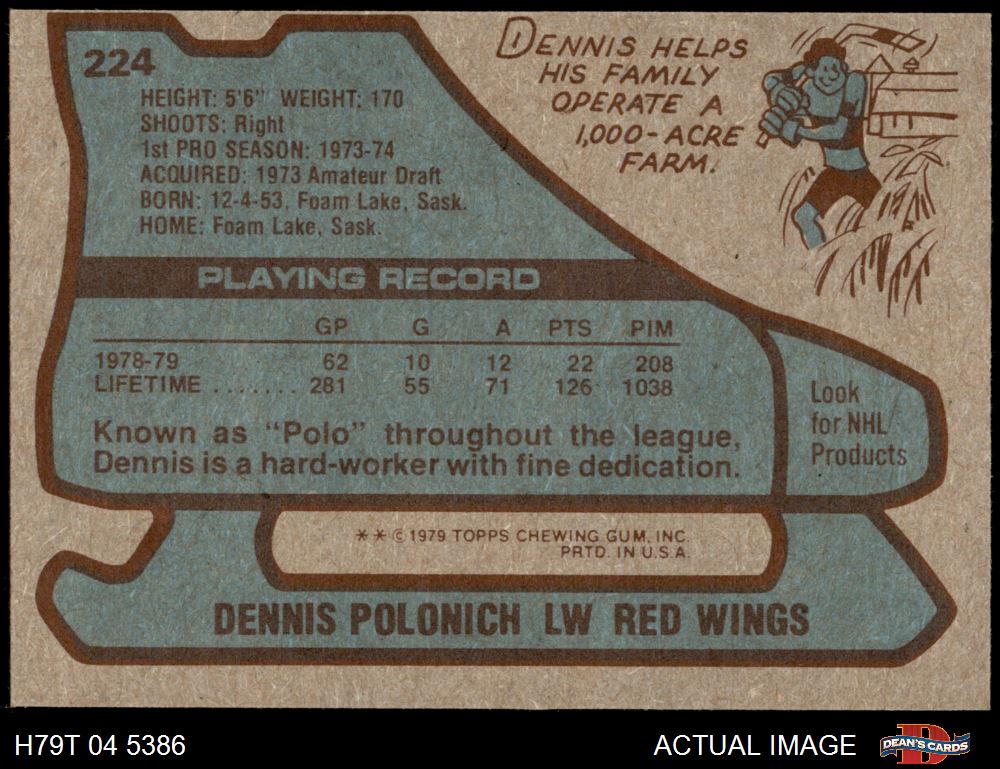 224
HEIGHT: 5'6" WEIGHT: 170
SHOOTS: Right
1st PRO SEASON: 1973-74
ACQUIRED: 1973 Amateur Draft
BORN: 12-4-53, Foam Lake, Sask.
HOME: Foam Lake, Sask.
DENNIS HELPS
HIS FAMILY
OPERATE A
1,000-ACRE
FARM.
PLAYING RECORD
GP G A PTS PIM
1978-79 62 10 12 22 208
LIFETIME ....... 281 55 71 126 1038
Known as "Polo" throughout the league,
Dennis is a hard-worker with fine dedication.
Look
for NHL
Products
**©1979 TOPPS CHEWING GUM, INC.
PRTD. IN U.S.A.
DENNIS POLONICH LW RED WINGS
H79T 04 5386
ACTUAL IMAGE
D
DEAN'S CARDS